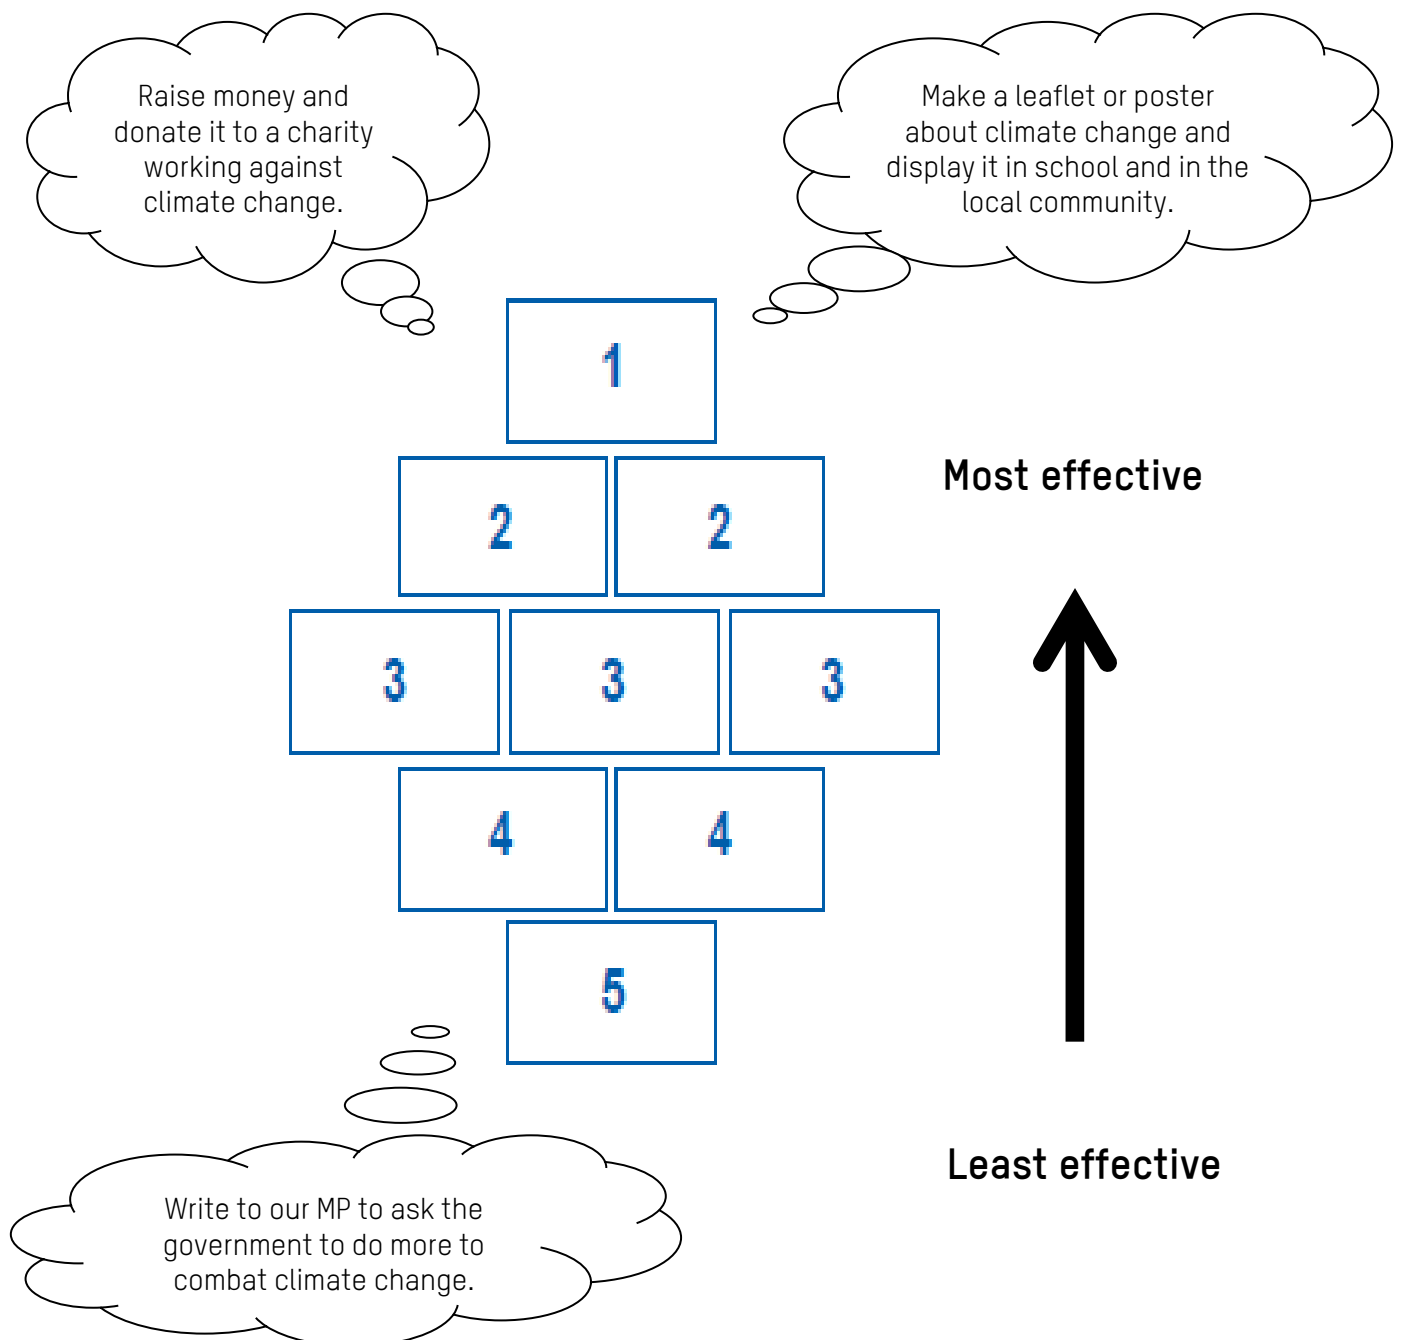 Raise money and
donate it to a charity
working against
climate change.
Make a leaflet or poster
about climate change and
display it in school and in the
local community.
1
Most effective
2 2
3 3 3
4 4
5
Least effective
Write to our MP to ask the
government to do more to
combat climate change.